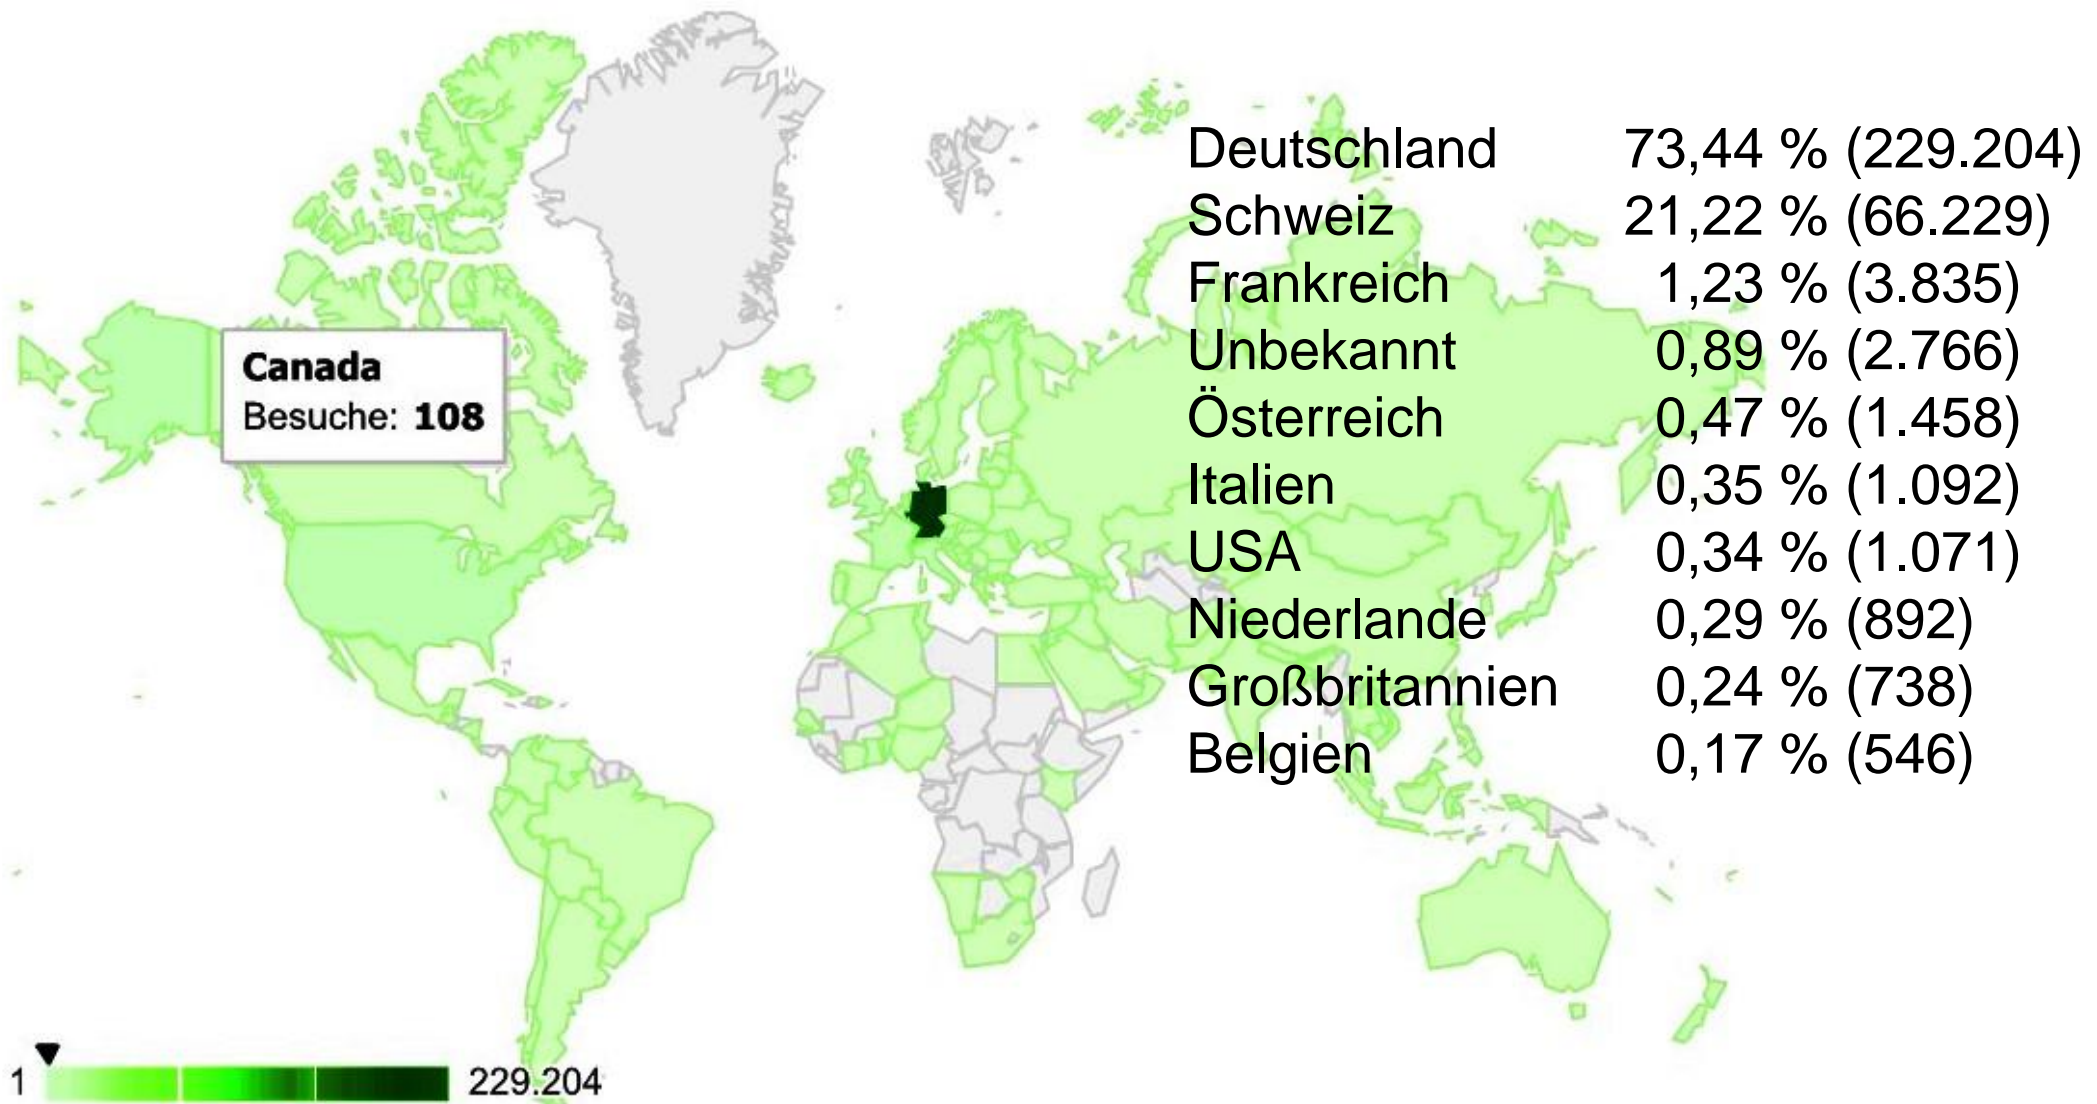 Deutschland 73,44 % (229.204)
Schweiz 21,22 % (66.229)
Frankreich 1,23 % (3.835)
Unbekannt 0,89 % (2.766)
Österreich 0,47 % (1.458)
Italien 0,35 % (1.092)
USA 0,34 % (1.071)
Niederlande 0,29 % (892)
Großbritannien 0,24 % (738)
Belgien 0,17 % (546)
Canada
Besuche: 108
1 229.204